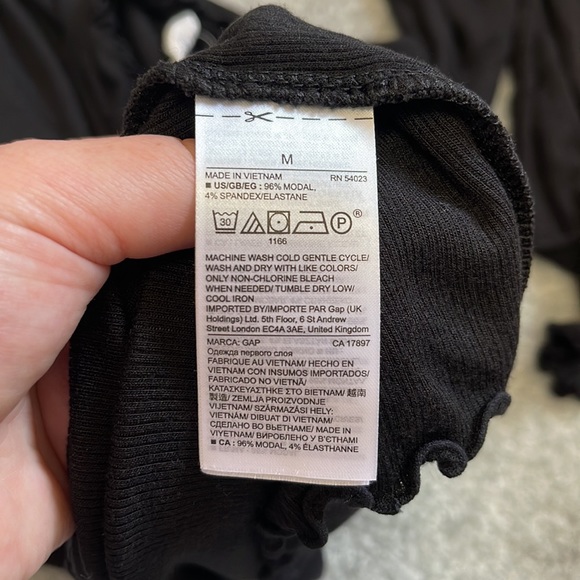 M
MADE IN VIETNAM RN 54023
■ US/GB/EG : 96% MODAL,
4% SPANDEX/ELASTANE
30 P ®
1166
MACHINE WASH COLD GENTLE CYCLE/
WASH AND DRY WITH LIKE COLORS/
ONLY NON-CHLORINE BLEACH
WHEN NEEDED/ TUMBLE DRY LOW/
COOL IRON
IMPORTED BY/IMPORTE PAR Gap (UK
Holdings) Ltd. 5th Floor, 6 St Andrew
Street London EC4A 3AE, United Kingdom
MARCA: GAP CA 17897
Одежда первого слоя
FABRIQUE AU VIETNAM / HECHO EN
VIETNAM CON INSUMOS IMPORTADOS/
FABRICADO NO VIETNÃ/
ΚΑΤΑΣΚΕΥΑΣΤΗΚΕ ΣΤΟ ΒΙΕΤΝΑΜ/ 越南
製造/ ZEMLJA PROIZVODNJE
VIJETNAM/ SZÁRMAZÁSI HELY:
VIETNAM/ DIBUAT DI VIETNAM/
СДЕЛАНО ВО ВЬЕТНАМЕ/ MADE IN
VIYETNAM/ ВИРОБЛЕНО У В'ЄТНАМІ
■ CA : 96% MODAL, 4% ÉLASTHANNE